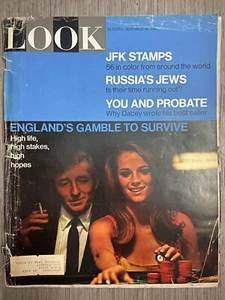 LOOK
JFK STAMPS
56 in color from around the world
RUSSIA'S JEWS
Is their time running out?
YOU AND PROBATE
Why Dacey wrote his best seller
ENGLAND'S GAMBLE TO SURVIVE
High life,
high stakes,
high
hopes